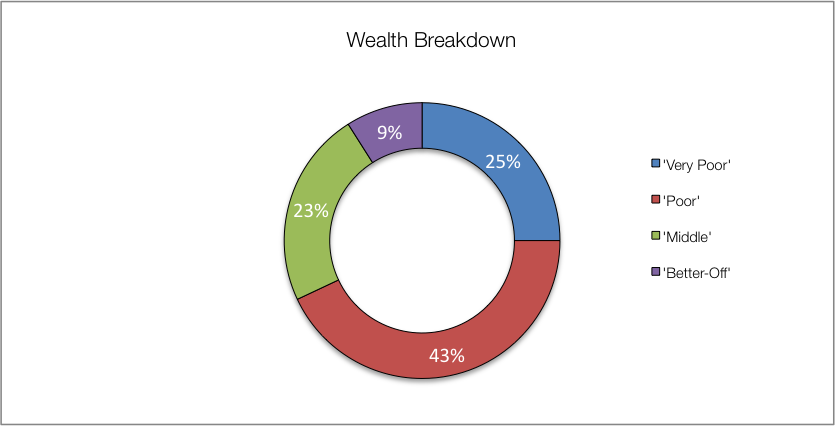 Wealth Breakdown
9%
25%
23%
43%
'Very Poor'
'Poor'
'Middle'
'Better-Off'